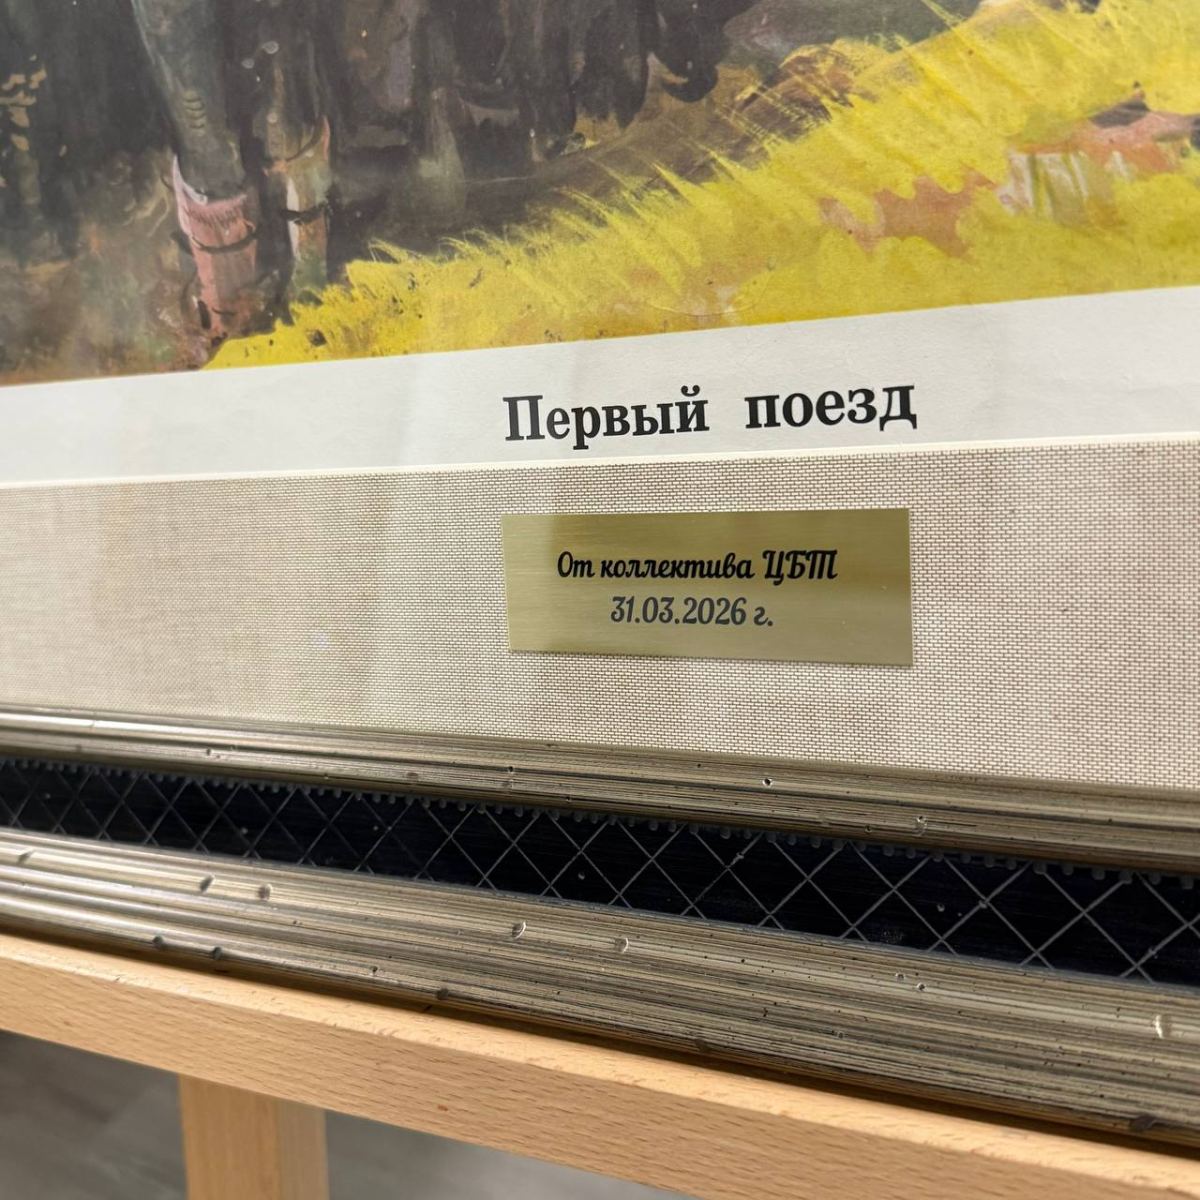 Первый поезд
От коллектива ЦБТ
31.03.2026 г.